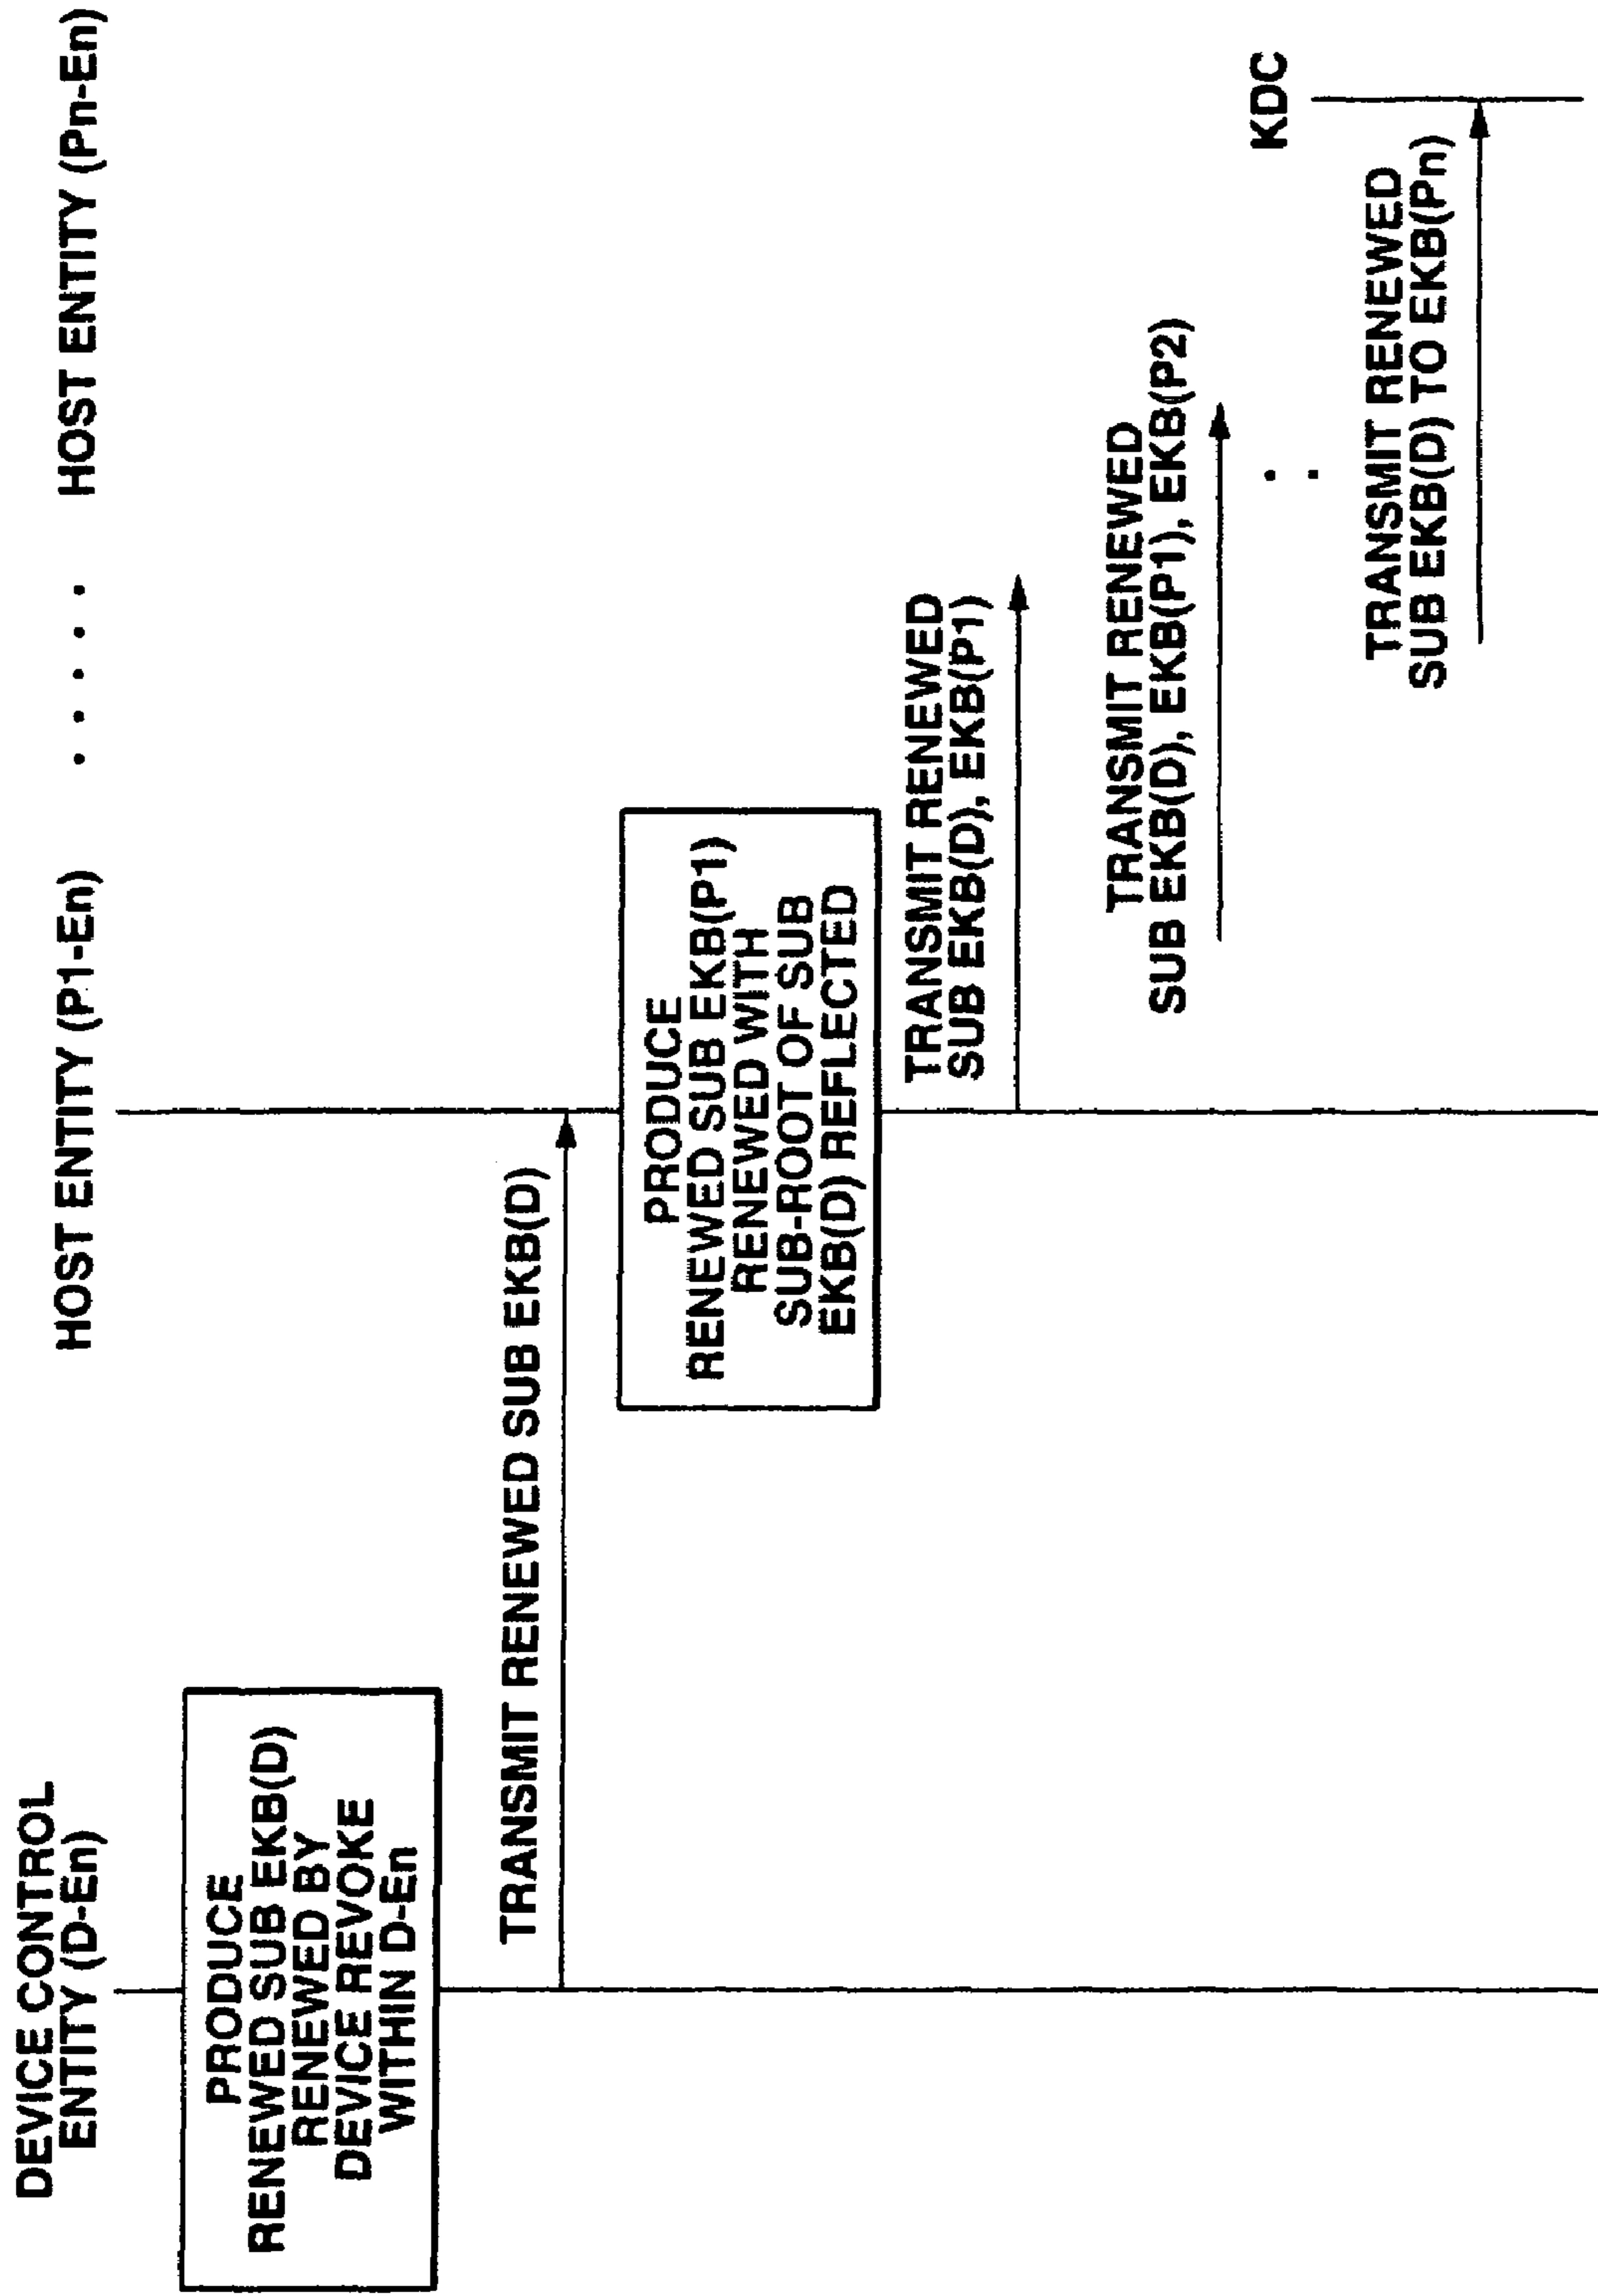 DEVICE CONTROL
ENTITY (D-En)
HOST ENTITY (P1-En)
. . . . .
HOST ENTITY (Pn-En)
PRODUCE
RENEWED SUB EKB(D)
RENEWED BY
DEVICE REVOKE
WITHIN D-En
TRANSMIT RENEWED SUB EKB(D)
PRODUCE
RENEWED SUB EKB(P1)
RENEWED WITH
SUB-ROOT OF SUB
EKB(D) REFLECTED
TRANSMIT RENEWED
SUB EKB(D), EKB(P1)
TRANSMIT RENEWED
SUB EKB(D), EKB(P1), EKB(P2)
. .
KDC
TRANSMIT RENEWED
SUB EKB(D) TO EKB(Pn)